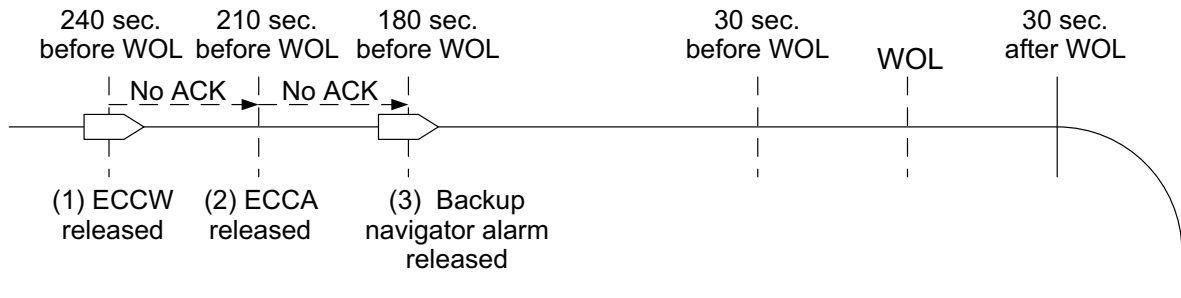 240 sec.
before WOL
210 sec.
before WOL
180 sec.
before WOL
30 sec.
before WOL
WOL
30 sec.
after WOL
No ACK
No ACK
(1) ECCW
released
(2) ECCA
released
(3) Backup
navigator alarm
released